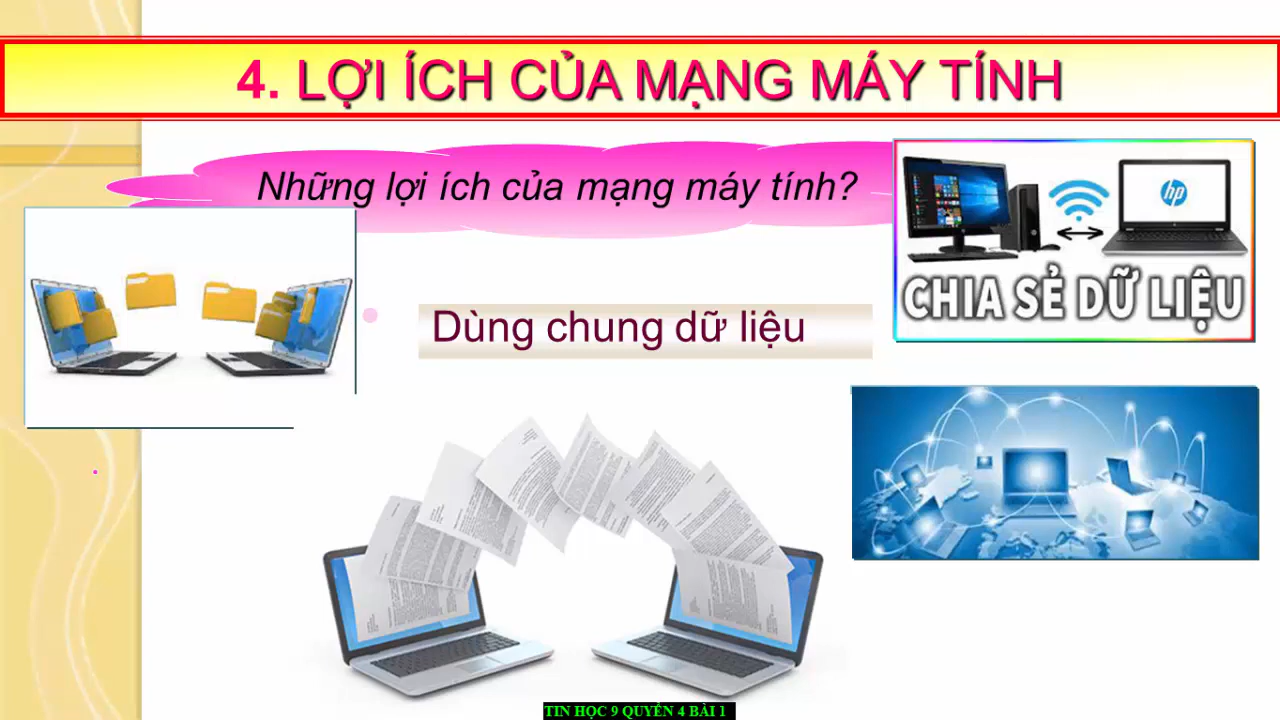 4. LỢI ÍCH CỦA MẠNG MÁY TÍNH
Những lợi ích của mạng máy tính?
hp
CHIA SẺ DỮ LIỆU
Dùng chung dữ liệu
TIN HỌC 9 QUYỂN 4 BÀI 1